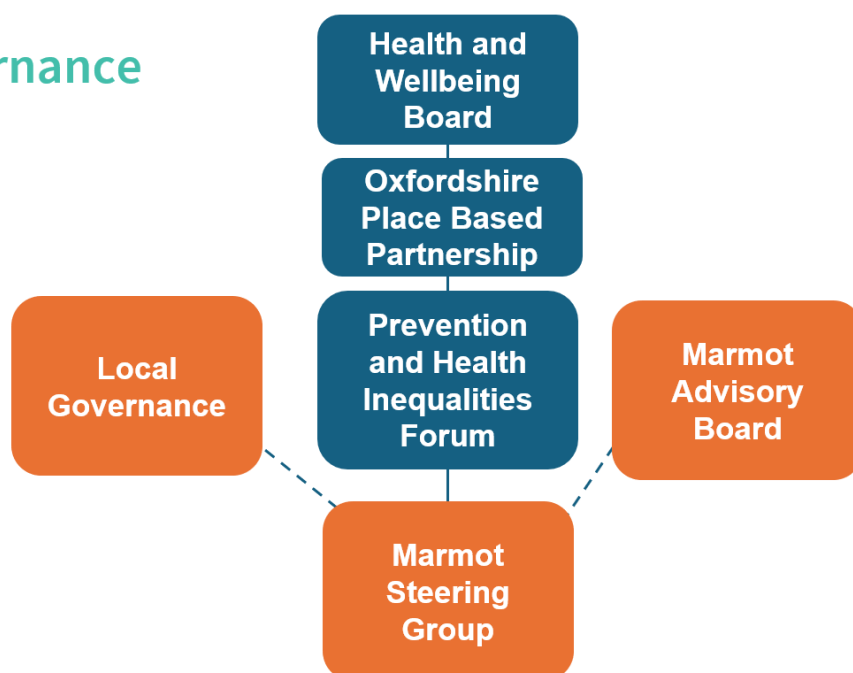 rnance
Health and
Wellbeing
Board
Oxfordshire
Place Based
Partnership
Prevention
and Health
Inequalities
Forum
Local
Governance
Marmot
Advisory
Board
Marmot
Steering
Group